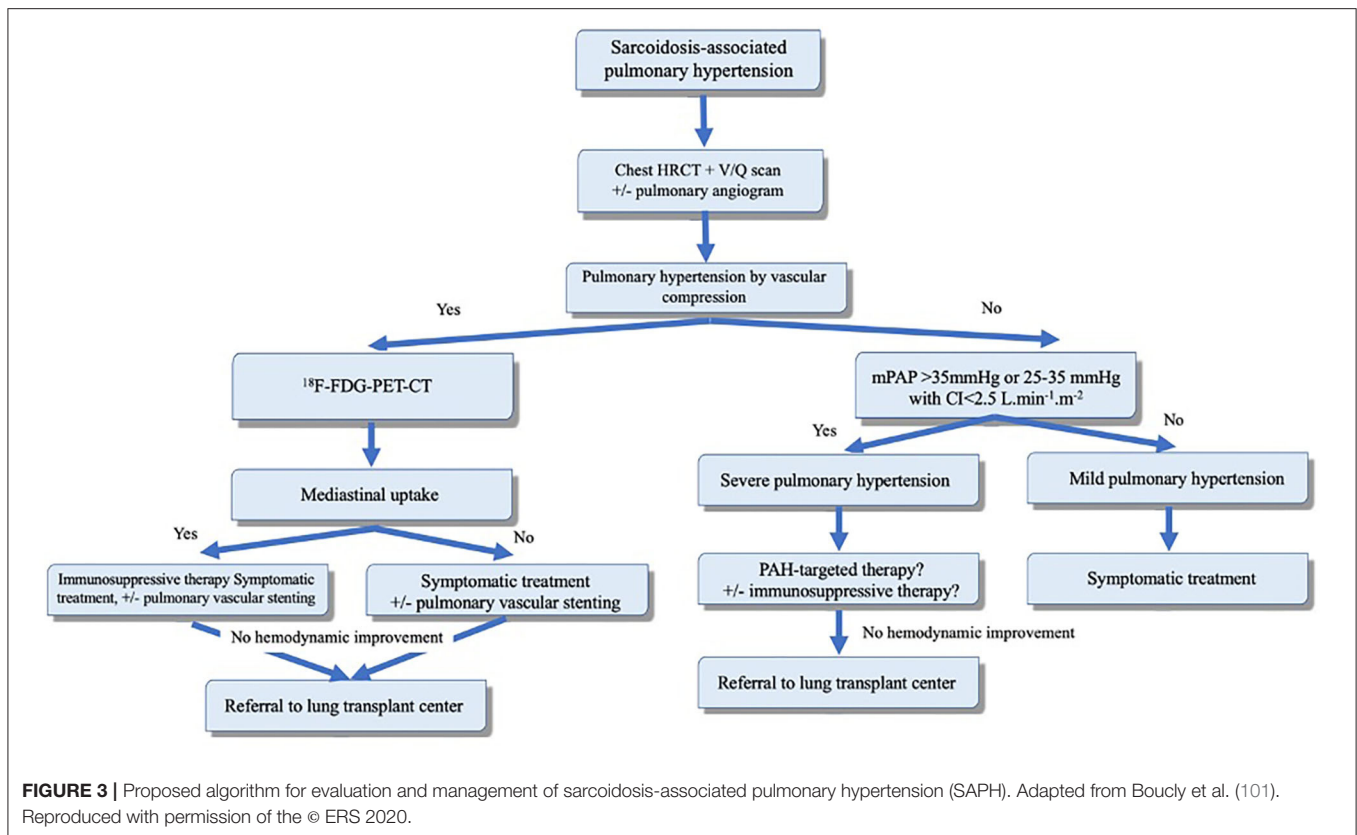 Sarcoidosis-associated
pulmonary hypertension
Chest HRCT + V/Q scan
+/- pulmonary angiogram
Pulmonary hypertension by vascular
compression
Yes
No
¹⁸F-FDG-PET-CT
mPAP >35mmHg or 25-35 mmHg
with CI<2.5 L.min⁻¹.m⁻²
Yes
No
Mediastinal uptake
Severe pulmonary hypertension
Mild pulmonary hypertension
Yes
No
Immunosuppressive therapy Symptomatic
treatment, +/- pulmonary vascular stenting
Symptomatic treatment
+/- pulmonary vascular stenting
PAH-targeted therapy?
+/- immunosuppressive therapy?
Symptomatic treatment
No hemodynamic improvement
No hemodynamic improvement
Referral to lung transplant center
Referral to lung transplant center
FIGURE 3 | Proposed algorithm for evaluation and management of sarcoidosis-associated pulmonary hypertension (SAPH). Adapted from Boucly et al. (101).
Reproduced with permission of the © ERS 2020.